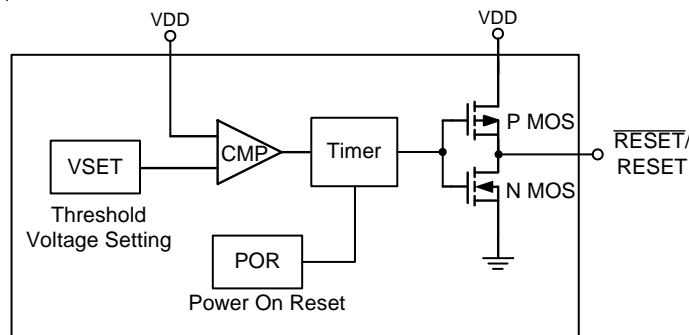 VDD
VDD
P MOS
RESET/
RESET
CMP
Timer
VSET
N MOS
Threshold
Voltage Setting
POR
Power On Reset